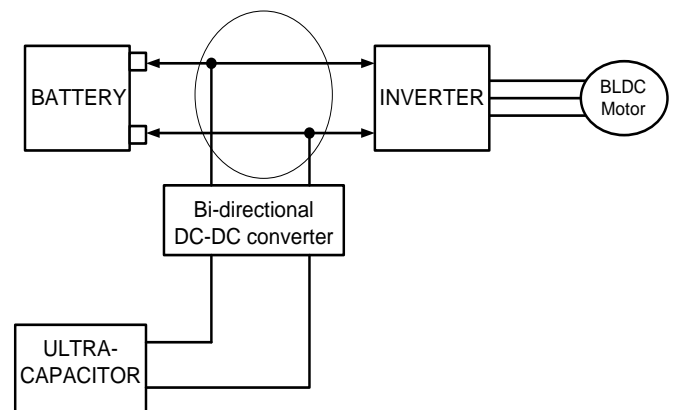 BATTERY
INVERTER
BLDC
Motor
Bi-directional
DC-DC converter
ULTRA-
CAPACITOR